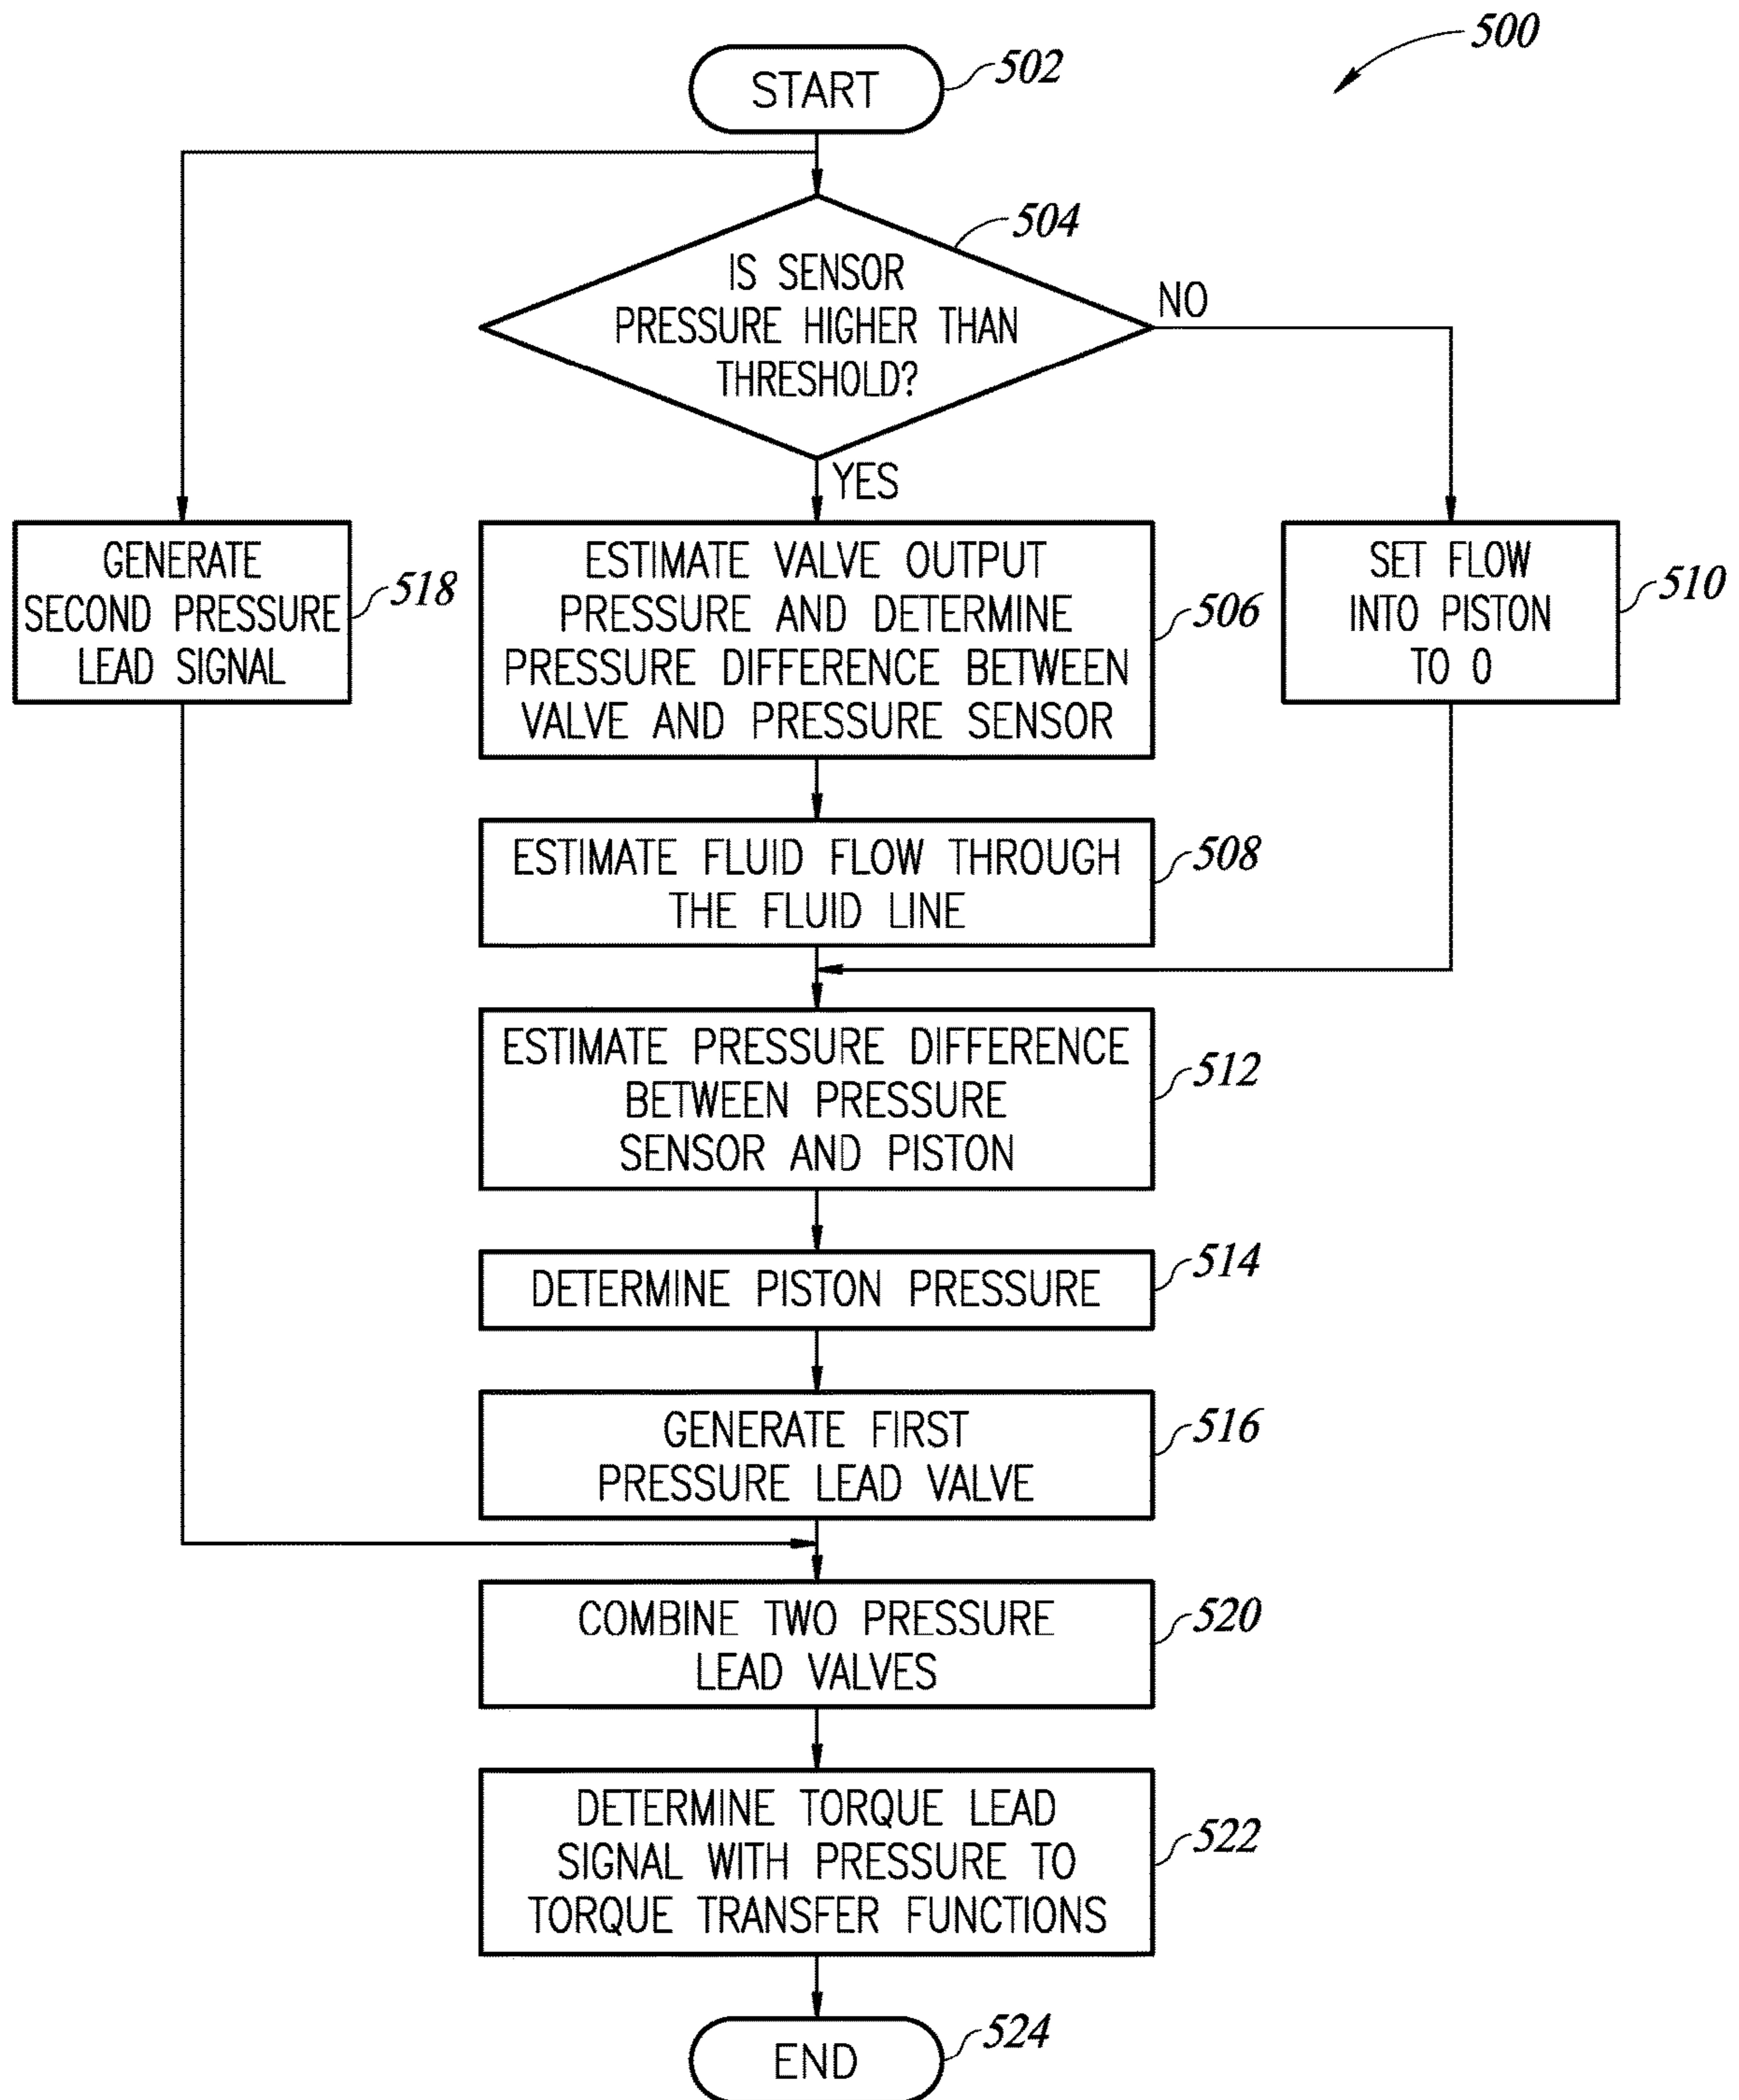 500
START
502
504
IS SENSOR
PRESSURE HIGHER THAN
THRESHOLD?
NO
YES
GENERATE
SECOND PRESSURE
LEAD SIGNAL
518
ESTIMATE VALVE OUTPUT
PRESSURE AND DETERMINE
PRESSURE DIFFERENCE BETWEEN
VALVE AND PRESSURE SENSOR
506
SET FLOW
INTO PISTON
TO 0
510
ESTIMATE FLUID FLOW THROUGH
THE FLUID LINE
508
ESTIMATE PRESSURE DIFFERENCE
BETWEEN PRESSURE
SENSOR AND PISTON
512
DETERMINE PISTON PRESSURE
514
GENERATE FIRST
PRESSURE LEAD VALVE
516
COMBINE TWO PRESSURE
LEAD VALVES
520
DETERMINE TORQUE LEAD
SIGNAL WITH PRESSURE TO
TORQUE TRANSFER FUNCTIONS
522
END
524